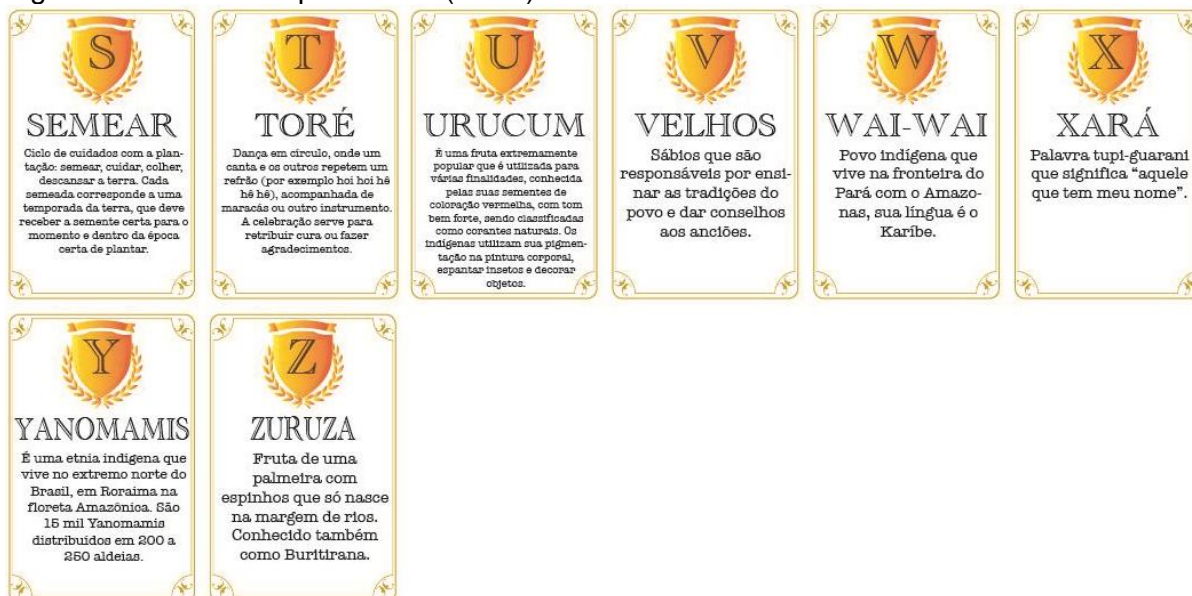 S
SEMEAR
Ciclo de cuidados com a plan-
tação: semear, cuidar, colher,
descansar a terra. Cada
semeada corresponde a uma
temporada da terra, que deve
receber a semente certa para o
momento e dentro da época
certa de plantar.
T
TORÉ
Dança em círculo, onde um
canta e os outros repetem um
refrão (por exemplo hoi hoi hê
hê hê), acompanhada de
maracás ou outro instrumento.
A celebração serve para
retribuir cura ou fazer
agradecimentos.
U
URUCUM
É uma fruta extremamente
popular que é utilizada para
várias finalidades, conhecida
pelas suas sementes de
coloração vermelha, com tom
bem forte, sendo classificadas
como corantes naturais. Os
indígenas utilizam sua pigmen-
tação na pintura corporal,
espantar insetos e decorar
objetos.
V
VELHOS
Sábios que são
responsáveis por ensi-
nar as tradições do
povo e dar conselhos
aos anciões.
W
WAI-WAI
Povo indígena que
vive na fronteira do
Pará com o Amazo-
nas, sua língua é o
Karíbe.
X
XARÁ
Palavra tupi-guarani
que significa “aquele
que tem meu nome”.
Y
YANOMAMIS
É uma etnia indígena que
vive no extremo norte do
Brasil, em Roraima na
floreta Amazônica. São
15 mil Yanomamis
distribuídos em 200 a
250 aldeias.
Z
ZURUZA
Fruta de uma
palmeira com
espinhos que só nasce
na margem de rios.
Conhecido também
como Buritirana.